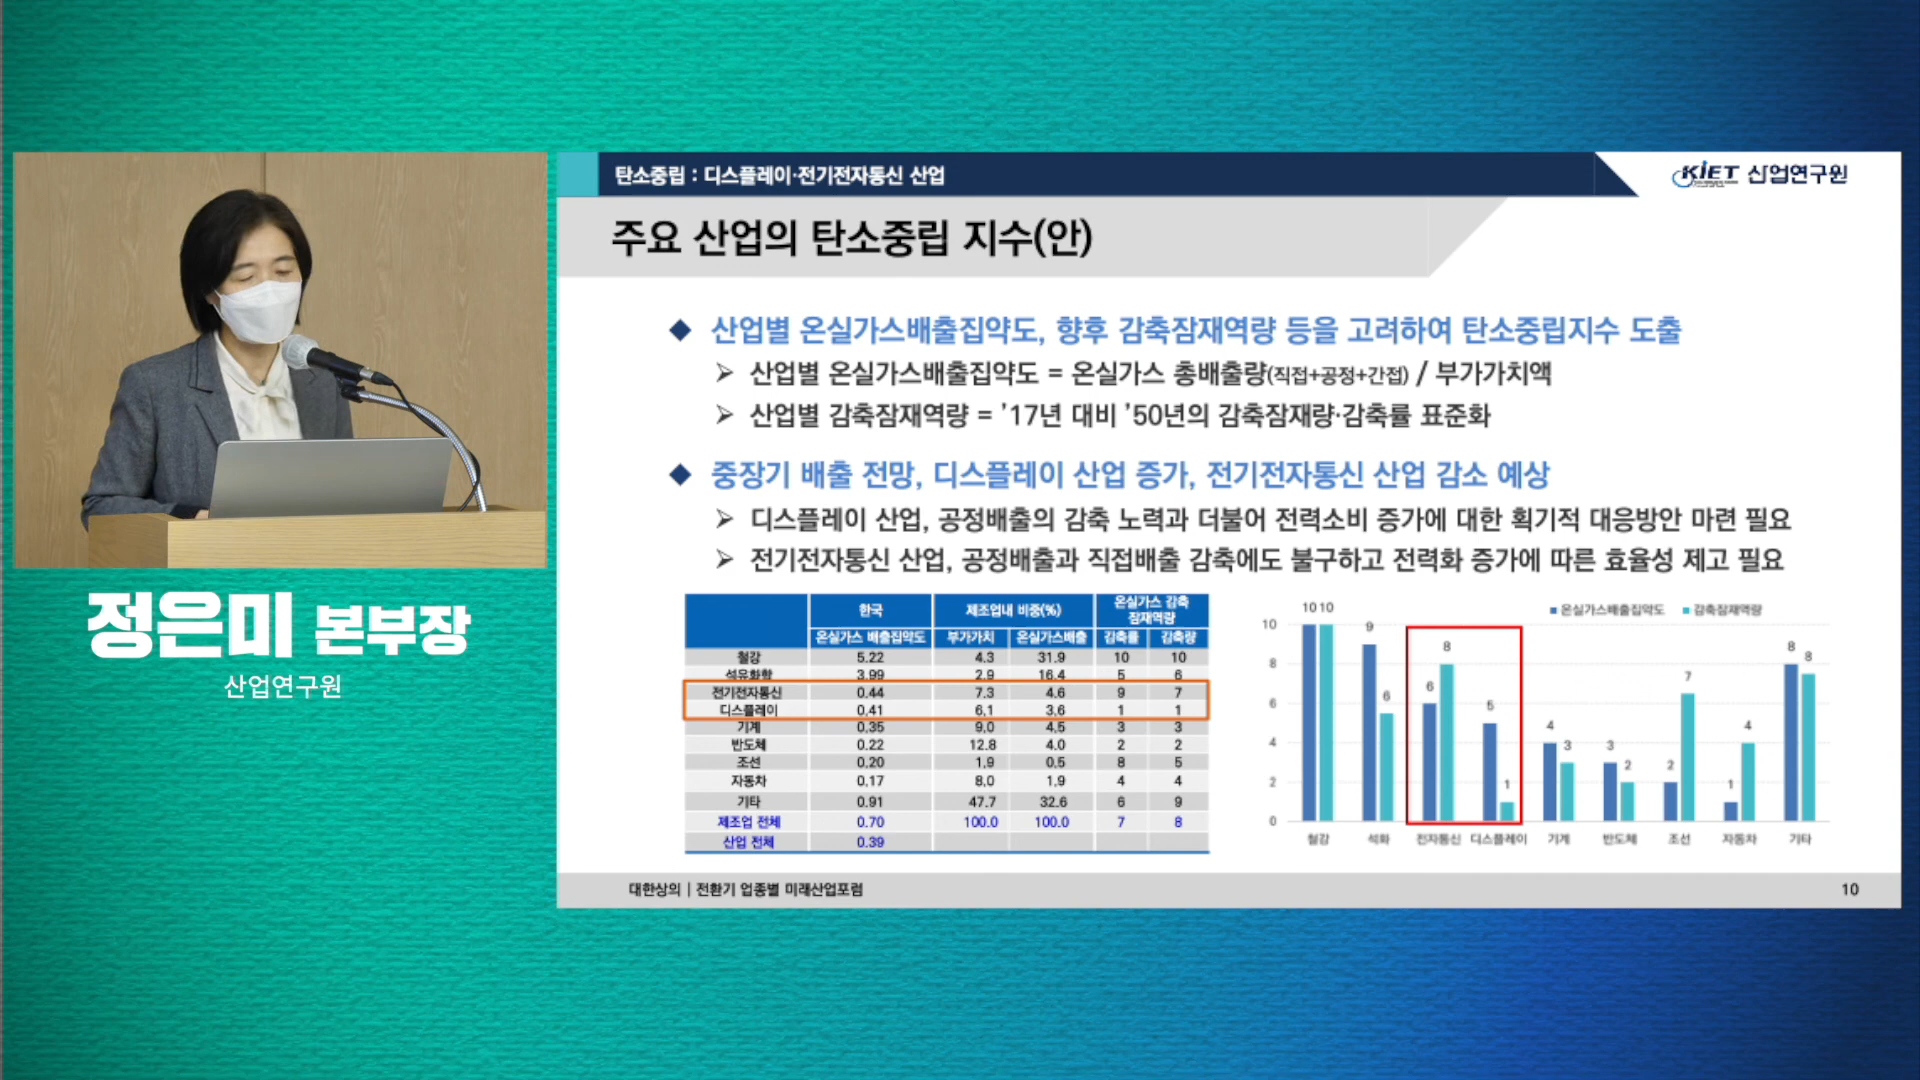 정은미 본부장
산업연구원
탄소중립 : 디스플레이·전기전자통신 산업
KIET 산업연구원
주요 산업의 탄소중립 지수(안)
◆ 산업별 온실가스배출집약도, 향후 감축잠재역량 등을 고려하여 탄소중립지수 도출
➢ 산업별 온실가스배출집약도 = 온실가스 총배출량(직접+공정+간접) / 부가가치액
➢ 산업별 감축잠재역량 = ’17년 대비 ’50년의 감축잠재량·감축률 표준화
◆ 중장기 배출 전망, 디스플레이 산업 증가, 전기전자통신 산업 감소 예상
➢ 디스플레이 산업, 공정배출의 감축 노력과 더불어 전력소비 증가에 대한 획기적 대응방안 마련 필요
➢ 전기전자통신 산업, 공정배출과 직접배출 감축에도 불구하고 전력화 증가에 따른 효율성 제고 필요
한국 제조업내 비중(%) 온실가스 감축 잠재역량
온실가스 배출집약도 부가가치 온실가스배출 감축률 감축량
철강 5.22 4.3 31.9 10 10
석유화학 3.99 2.9 16.4 5 6
전기전자통신 0.44 7.3 4.6 9 7
디스플레이 0.41 6.1 3.6 1 1
기계 0.35 9.0 4.5 3 3
반도체 0.22 12.8 4.0 2 2
조선 0.20 1.9 0.5 8 5
자동차 0.17 8.0 1.9 4 4
기타 0.91 47.7 32.6 6 9
제조업 전체 0.70 100.0 100.0 7 8
산업 전체 0.39
온실가스배출집약도 감축잠재역량
10 8 6 4 2 0
10 10 9 6 6 8 5 1 4 3 3 2 2 7 1 4 8 8
철강 석화 전자통신 디스플레이 기계 반도체 조선 자동차 기타
대한상의 | 전환기 업종별 미래산업포럼
10